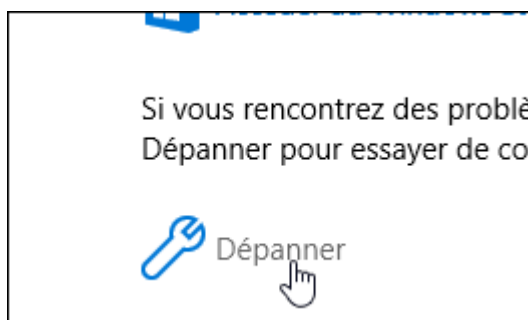 Si vous rencontrez des problè
Dépanner pour essayer de co
Dépanner